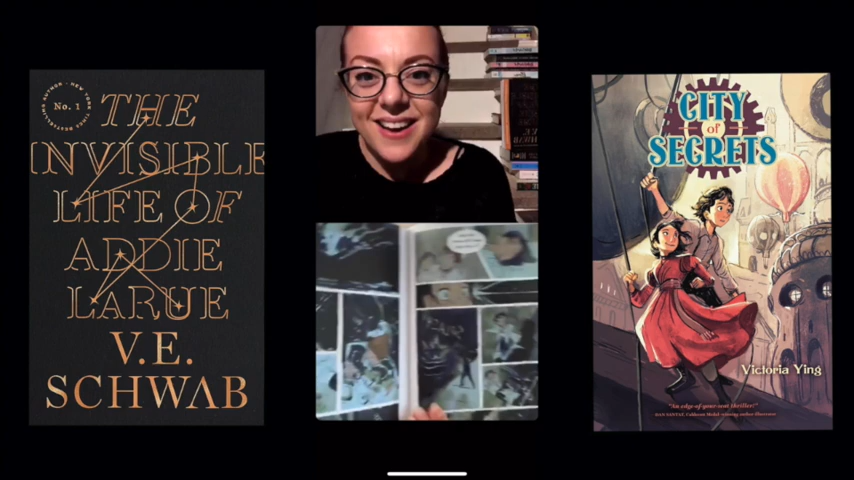 AUTHOR • NEW YORK TIMES BESTSELLING
No. 1
THE
INVISIBLE
LIFE OF
ADDIE
LARUE
V.E.
SCHWAB
CITY
OF
SECRETS
Victoria Ying
"An edge-of-your-seat thriller!"